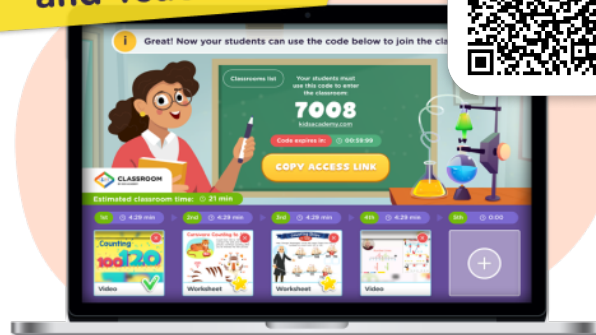 and
Great! Now your students can use the code below to join the cla
Classrooms list
Your students must
use this code to enter
the classroom:
7008
kidsacademy.com
Code expires in: 00:59:99
COPY ACCESS LINK
CLASSROOM
Estimated classroom time: 21 min
1st 4:29 min
2nd 4:29 min
3rd 4:29 min
4th 4:29 min
5th 0:00
Counting
100 120
Video
Worksheet
Worksheet
Video